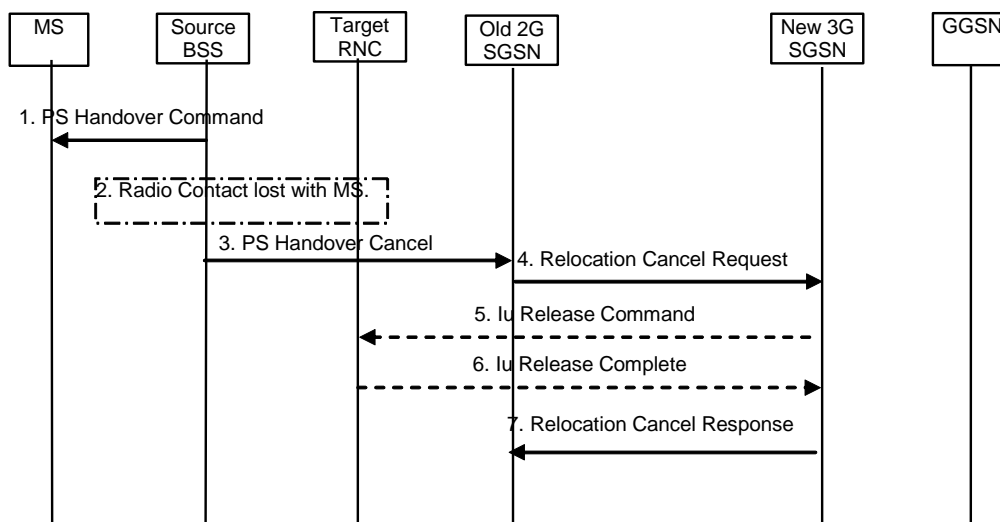 MS
Source
BSS
Target
RNC
Old 2G
SGSN
New 3G
SGSN
GGSN
1. PS Handover Command
2. Radio Contact lost with MS.
3. PS Handover Cancel
4. Relocation Cancel Request
5. Iu Release Command
6. Iu Release Complete
7. Relocation Cancel Response